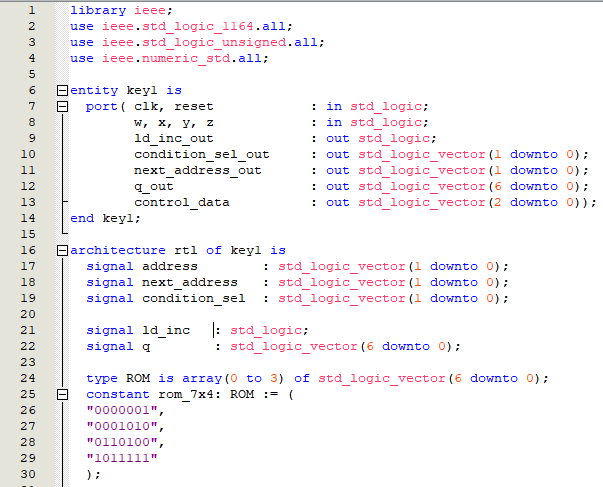 1 library ieee;
2 use ieee.std_logic_1164.all;
3 use ieee.std_logic_unsigned.all;
4 use ieee.numeric_std.all;
5
6 entity key1 is
7 port( clk, reset : in std_logic;
8 w, x, y, z : in std_logic;
9 ld_inc_out : out std_logic;
10 condition_sel_out : out std_logic_vector(1 downto 0);
11 next_address_out : out std_logic_vector(1 downto 0);
12 q_out : out std_logic_vector(6 downto 0);
13 control_data : out std_logic_vector(2 downto 0));
14 end key1;
15
16 architecture rtl of key1 is
17 signal address : std_logic_vector(1 downto 0);
18 signal next_address : std_logic_vector(1 downto 0);
19 signal condition_sel : std_logic_vector(1 downto 0);
20
21 signal ld_inc : std_logic;
22 signal q : std_logic_vector(6 downto 0);
23
24 type ROM is array(0 to 3) of std_logic_vector(6 downto 0);
25 constant rom_7x4: ROM := (
26 "0000001",
27 "0001010",
28 "0110100",
29 "1011111"
30 );